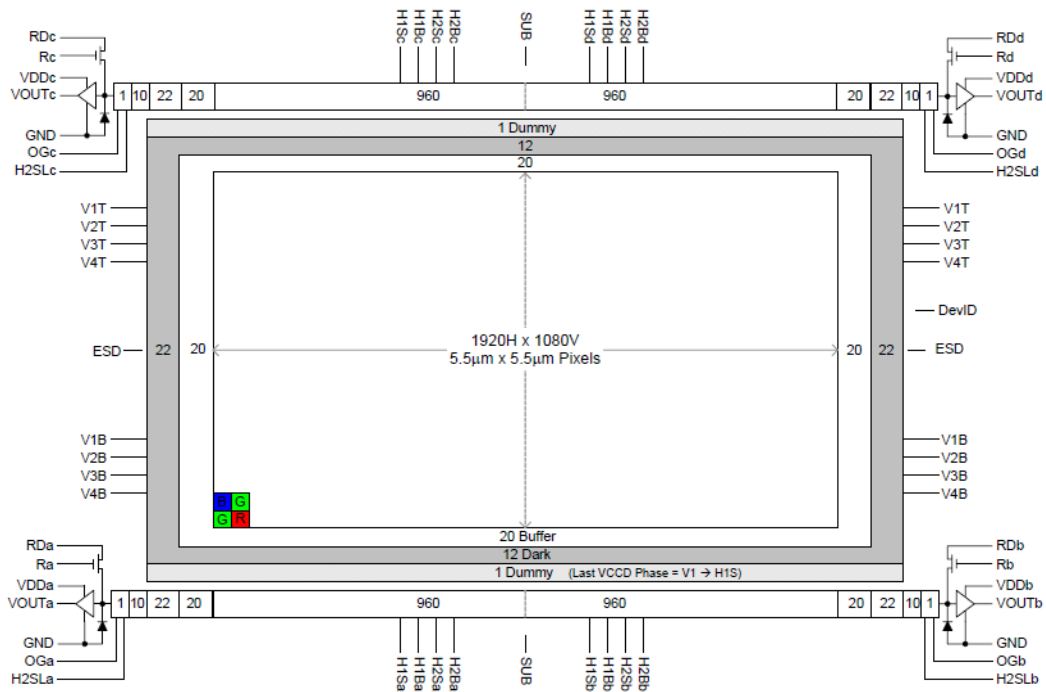 H1Sc H1Bc H2Sc H2Bc SUB H1Sd H1Bd H2Sd H2Bd
RDc RDd
Rc Rd
VDDc VDDd
VOUTc 1 10 22 20 960 960 20 22 10 1 VOUTd
GND GND
OGc 1 Dummy OGd
H2SLc 12 H2SLd
20
V1T V1T
V2T V2T
V3T V3T
V4T V4T
DevID
1920H x 1080V
ESD 22 20 20 22 ESD
5.5µm x 5.5µm Pixels
V1B V1B
V2B V2B
V3B V3B
V4B B G V4B
G R
20 Buffer
RDa 12 Dark RDb
Ra 1 Dummy (Last VCCD Phase = V1 → H1S) Rb
VDDa VDDb
VOUTa 1 10 22 20 960 960 20 22 10 1 VOUTb
GND GND
OGa OGb
H2SLa H2SLb
H1Sa H1Ba H2Sa H2Ba SUB H1Sb H1Bb H2Sb H2Bb